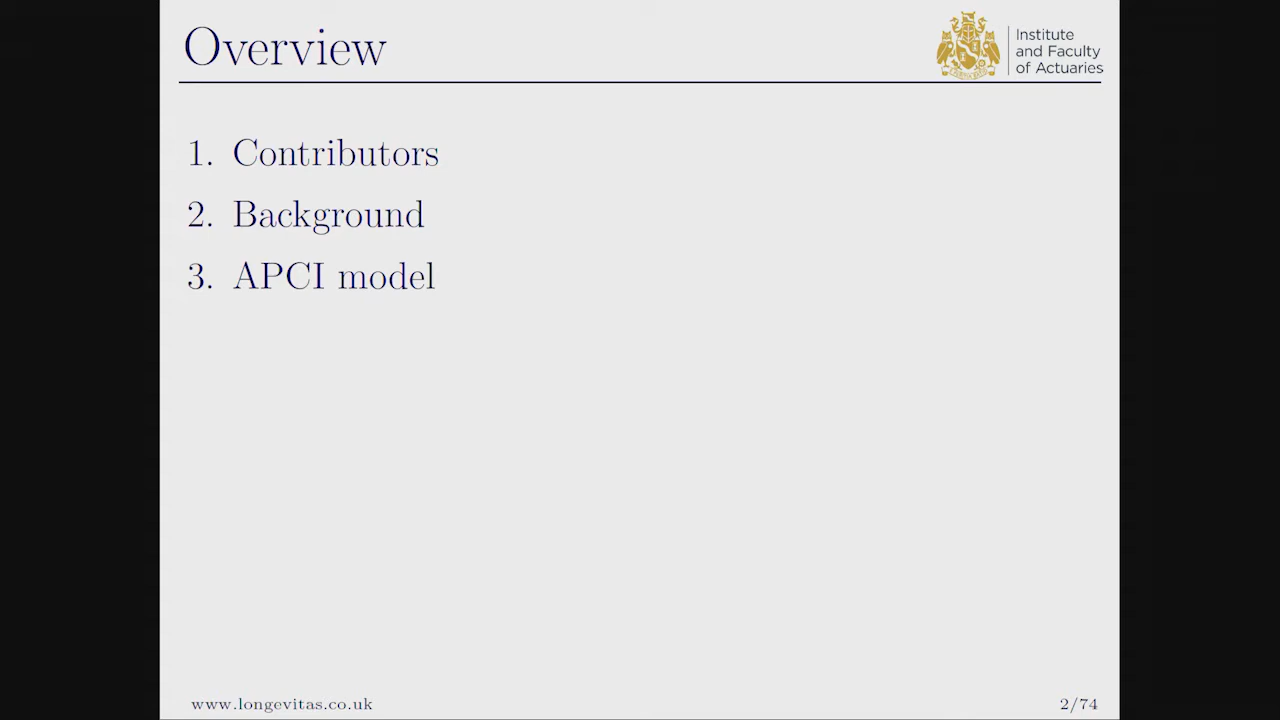 Overview
Institute
and Faculty
of Actuaries
1. Contributors
2. Background
3. APCI model
www.longevitas.co.uk
2/74